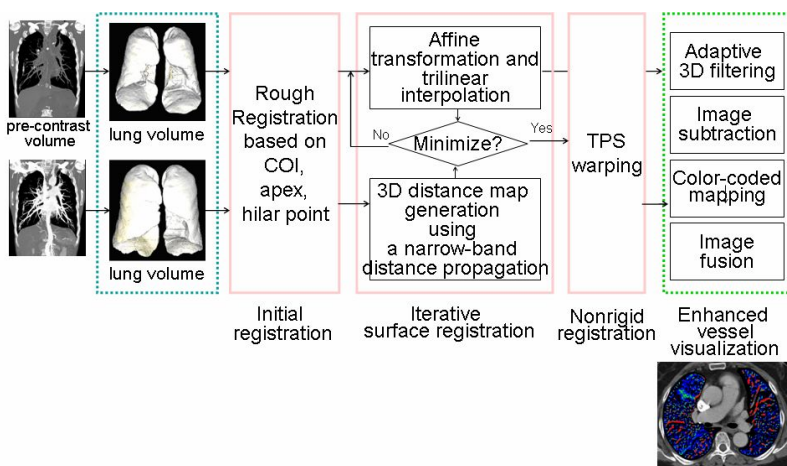 pre-contrast
volume
lung volume
lung volume
Rough
Registration
based on
COI,
apex,
hilar point
Initial
registration
Affine
transformation and
trilinear
interpolation
No
Minimize?
Yes
3D distance map
generation
using
a narrow-band
distance propagation
Iterative
surface registration
TPS
warping
Nonrigid
registration
Adaptive
3D filtering
Image
subtraction
Color-coded
mapping
Image
fusion
Enhanced
vessel
visualization